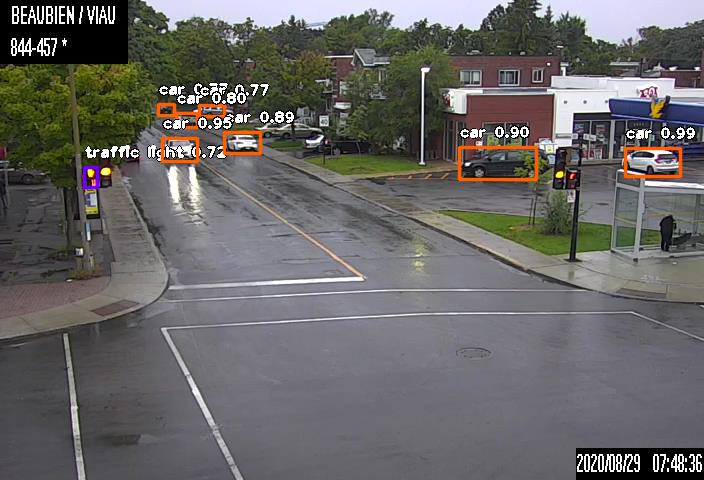 BEAUBIEN / VIAU
844-457 *
car 0.77
car 0.80
car 0.95
car 0.89
traffic light 0.72
car 0.90
car 0.99
2020/08/29 07:48:36